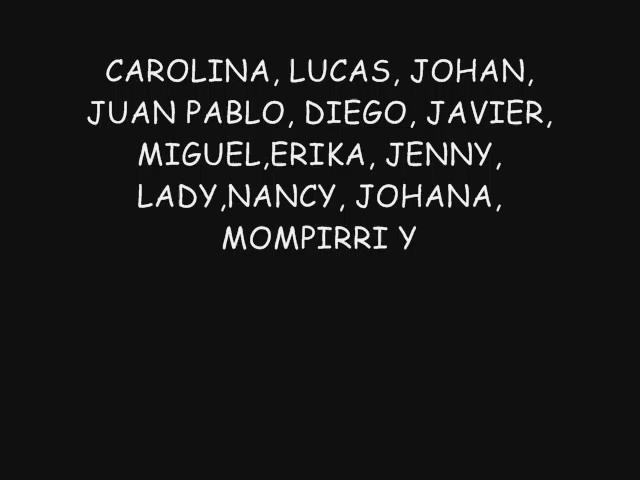 CAROLINA, LUCAS, JOHAN,
JUAN PABLO, DIEGO, JAVIER,
MIGUEL,ERIKA, JENNY,
LADY,NANCY, JOHANA,
MOMPIRRI Y